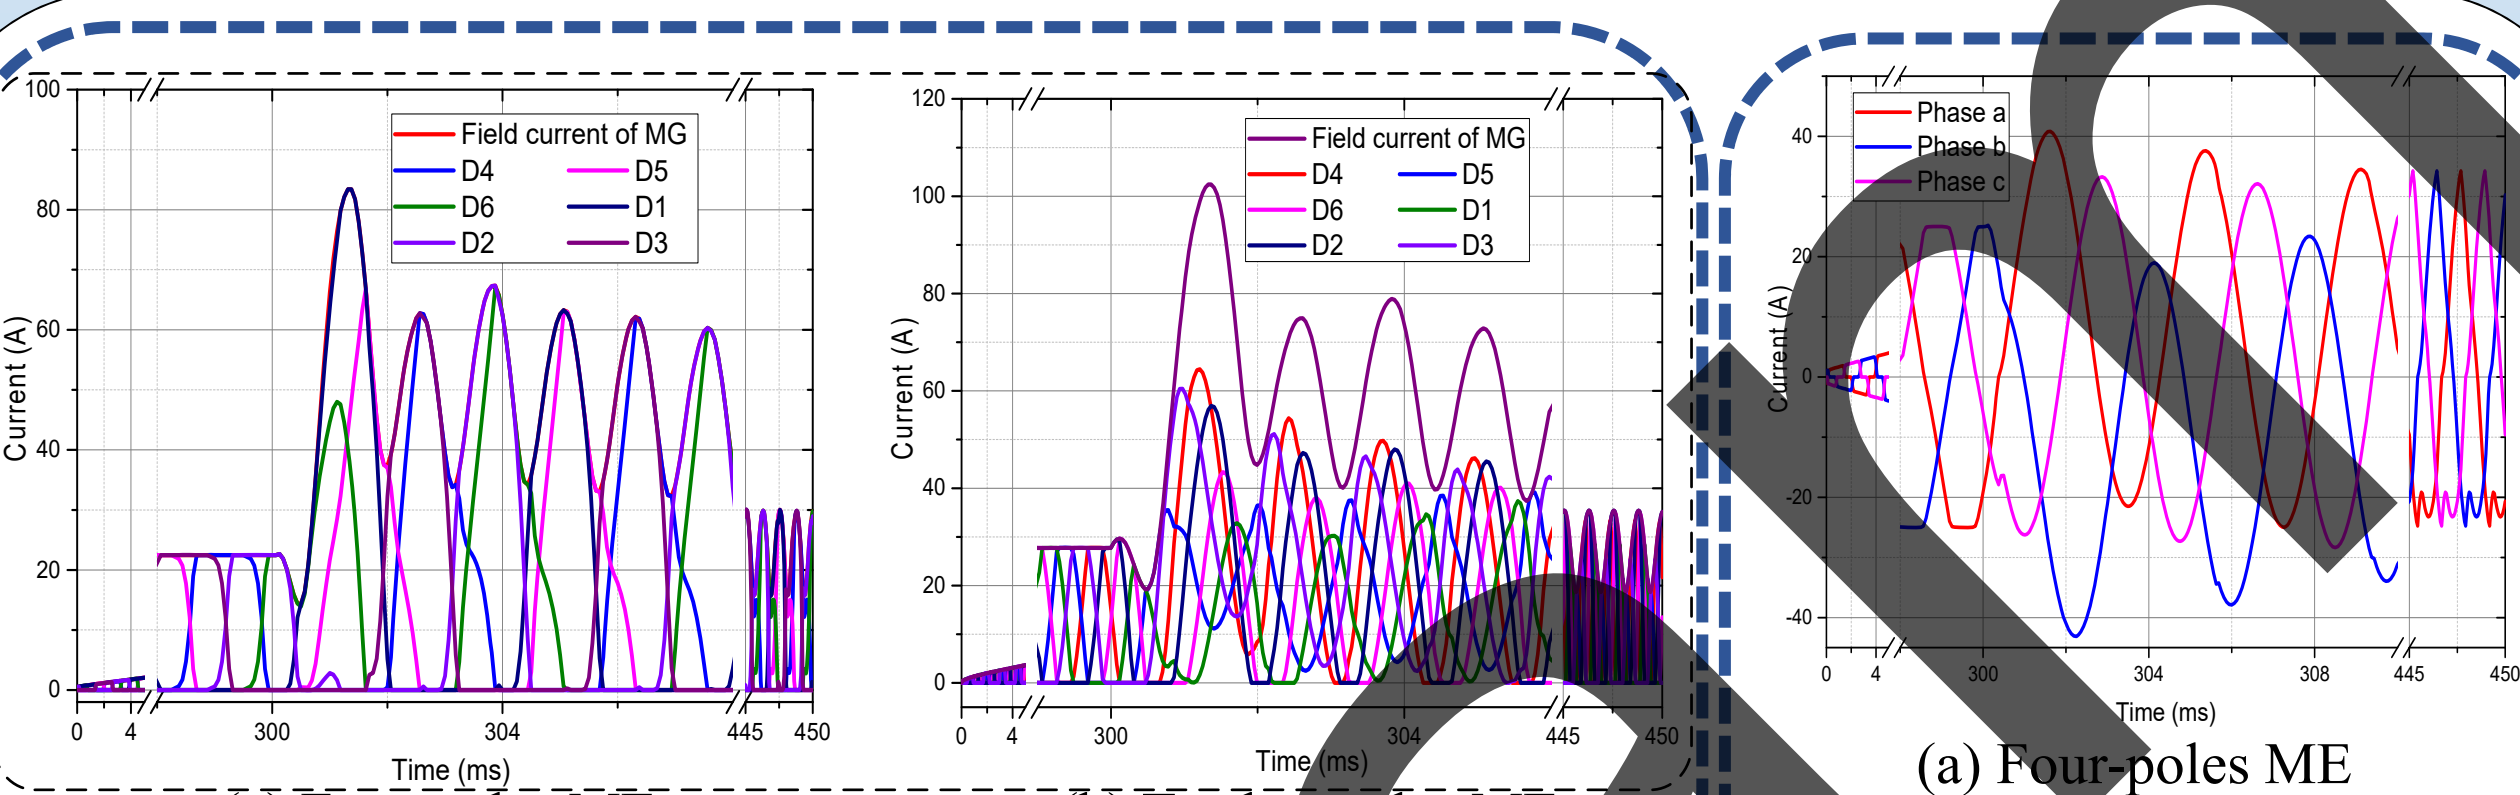 100
80
60
40
20
0
Current (A)
Field current of MG
D4 D5
D6 D1
D2 D3
0 4 300 304 445 450
Time (ms)
120
100
80
60
40
20
0
Current (A)
Field current of MG
D4 D5
D6 D1
D2 D3
0 4 300 304 445 450
Time (ms)
40
20
0
-20
-40
Current (A)
Phase a
Phase b
Phase c
0 4 300 304 308 445 450
Time (ms)
(a) Four-poles ME